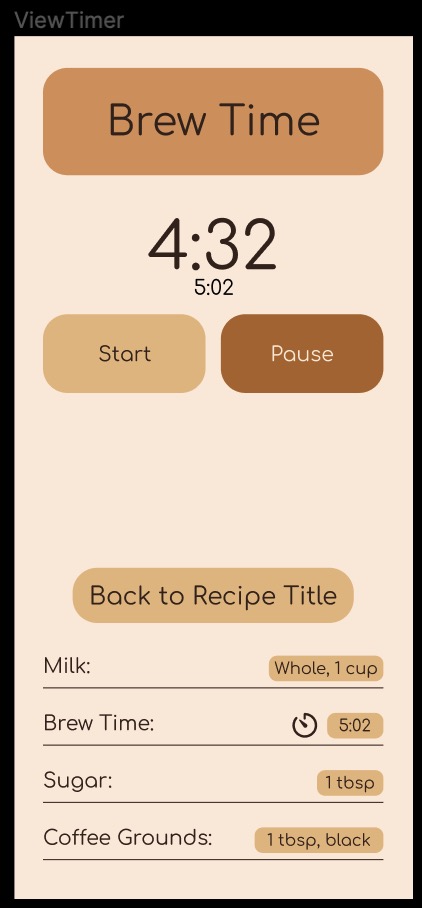 ViewTimer
Brew Time
4:32
5:02
Start
Pause
Back to Recipe Title
Milk: Whole, 1 cup
Brew Time: 5:02
Sugar: 1 tbsp
Coffee Grounds: 1 tbsp, black